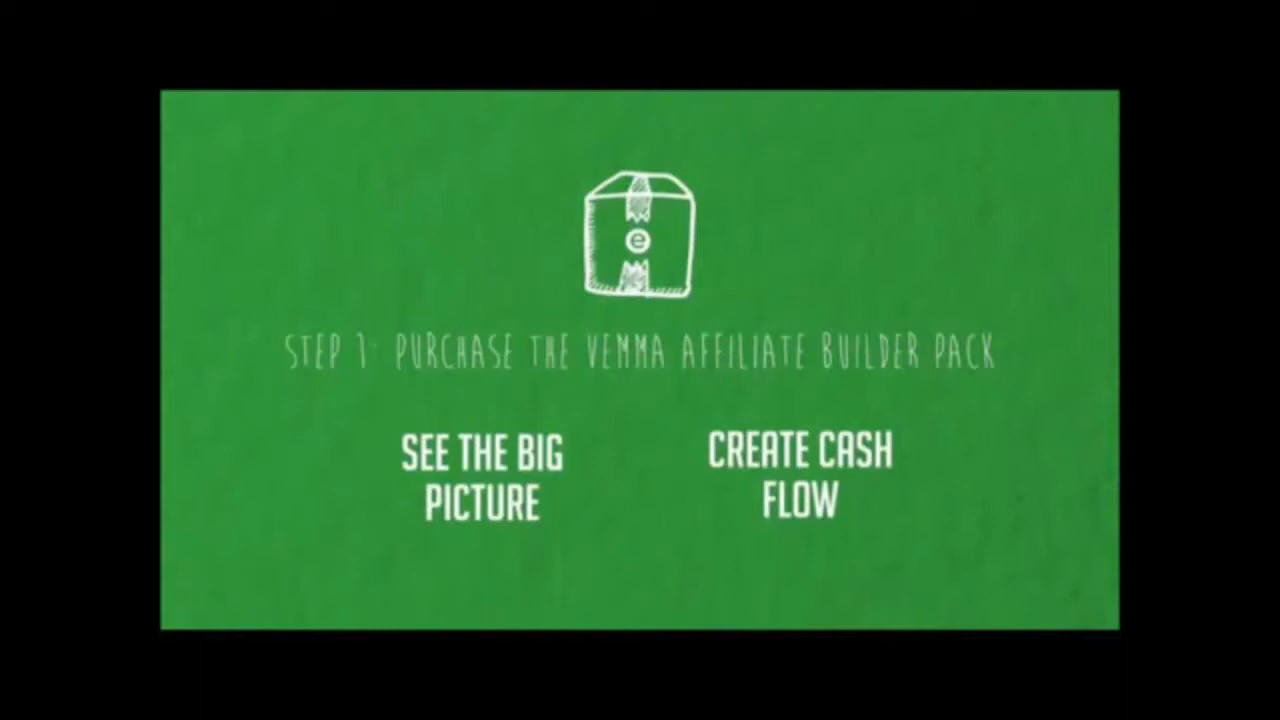 e
STEP 1: PURCHASE THE VEMMA AFFILIATE BUILDER PACK
SEE THE BIG
PICTURE
CREATE CASH
FLOW